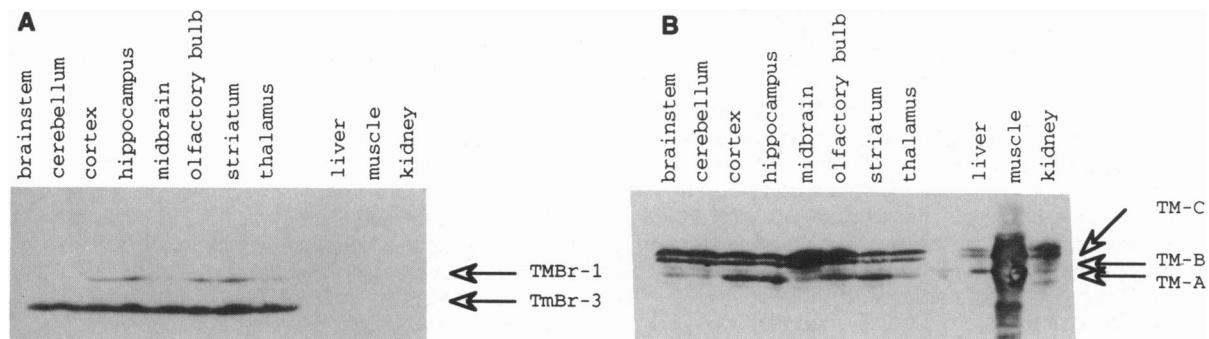 A
brainstem
cerebellum
cortex
hippocampus
midbrain
olfactory bulb
striatum
thalamus
liver
muscle
kidney
TMBr-1
TmBr-3
B
brainstem
cerebellum
cortex
hippocampus
midbrain
olfactory bulb
striatum
thalamus
liver
muscle
kidney
TM-C
TM-B
TM-A